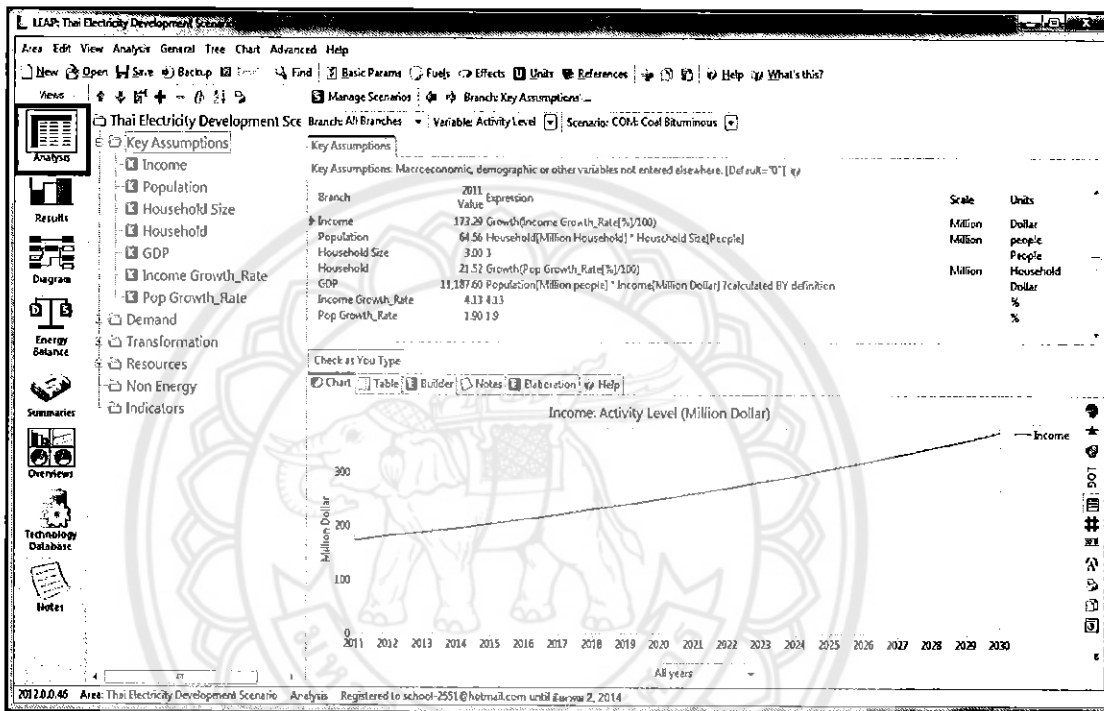 LEAP: Thai Electricity Development Scenario
Area Edit View Analysis General Tree Chart Advanced Help
New Open Save Backup Find Basic Params Fuels Effects Units References Help What's this?
Views Manage Scenarios Branch: Key Assumptions
Thai Electricity Development Sce Branch: All Branches Variable: Activity Level Scenario: COM: Coal Bituminous
Analysis
Results
Diagram
Energy Balance
Summaries
Overviews
Technology Database
Notes
Key Assumptions
Income
Population
Household Size
Household
GDP
Income Growth_Rate
Pop Growth_Rate
Demand
Transformation
Resources
Non Energy
Indicators
Key Assumptions
Key Assumptions: Macroeconomic, demographic or other variables not entered elsewhere. [Default="0"]
Branch 2011 Value Expression Scale Units
Income 173.29 Growth(Income Growth_Rate[%]/100) Million Dollar
Population 64.56 Household[Million Household] * Household Size[People] Million people
Household Size 3.00 3 People
Household 21.52 Growth(Pop Growth_Rate[%]/100) Million Household
GDP 11,187.60 Population[Million people] * Income[Million Dollar] ?calculated BY definition Dollar
Income Growth_Rate 4.13 4.13 %
Pop Growth_Rate 1.90 1.9 %
Check as You Type
Chart Table Builder Notes Elaboration Help
Income: Activity Level (Million Dollar)
Income
Million Dollar
300
200
100
0
2011 2012 2013 2014 2015 2016 2017 2018 2019 2020 2021 2022 2023 2024 2025 2026 2027 2028 2029 2030
All years
2012.0.0.46 Area: Thai Electricity Development Scenario Analysis Registered to school-2551@hotmail.com until 2, 2014